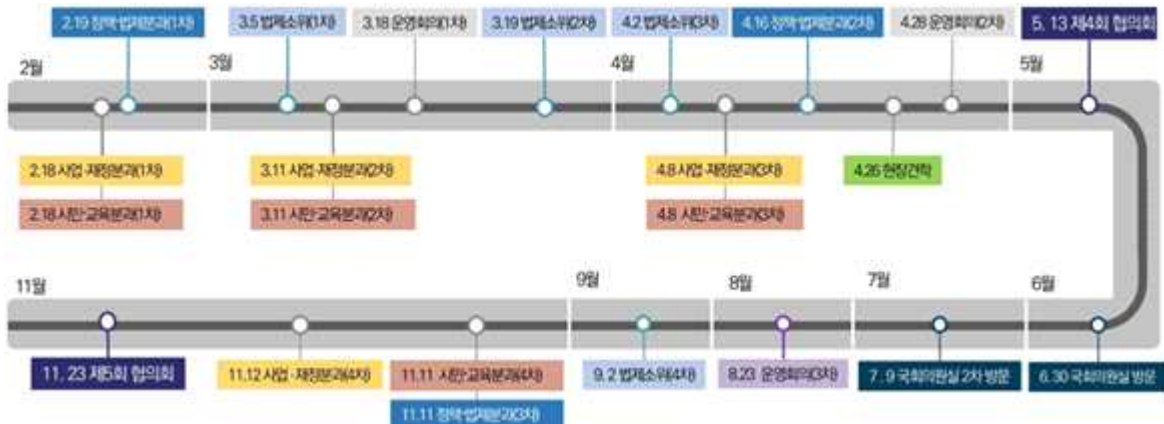 2.19 정책·법제분과(1차)
3.5 법제소위(1차)
3.18 운영회의(1차)
3.19 법제소위(2차)
4.2 법제소위(3차)
4.16 정책·법제분과(2차)
4.28 운영회의(2차)
5. 13 제4회 협의회
2월
3월
4월
5월
2.18 사업·재정분과(1차)
3.11 사업·재정분과(2차)
4.8 사업·재정분과(3차)
4.26 현장견학
2.18 시민·교육분과(1차)
3.11 시민·교육분과(2차)
4.8 시민·교육분과(3차)
11월
9월
8월
7월
6월
11. 23 제5회 협의회
11.12 사업·재정분과(4차)
11.11 시민·교육분과(4차)
9. 2 법제소위(4차)
8.23 운영회의(3차)
7. 9 국회의원실 2차 방문
6.30 국회의원실 방문
11.11 정책·법제분과(3차)